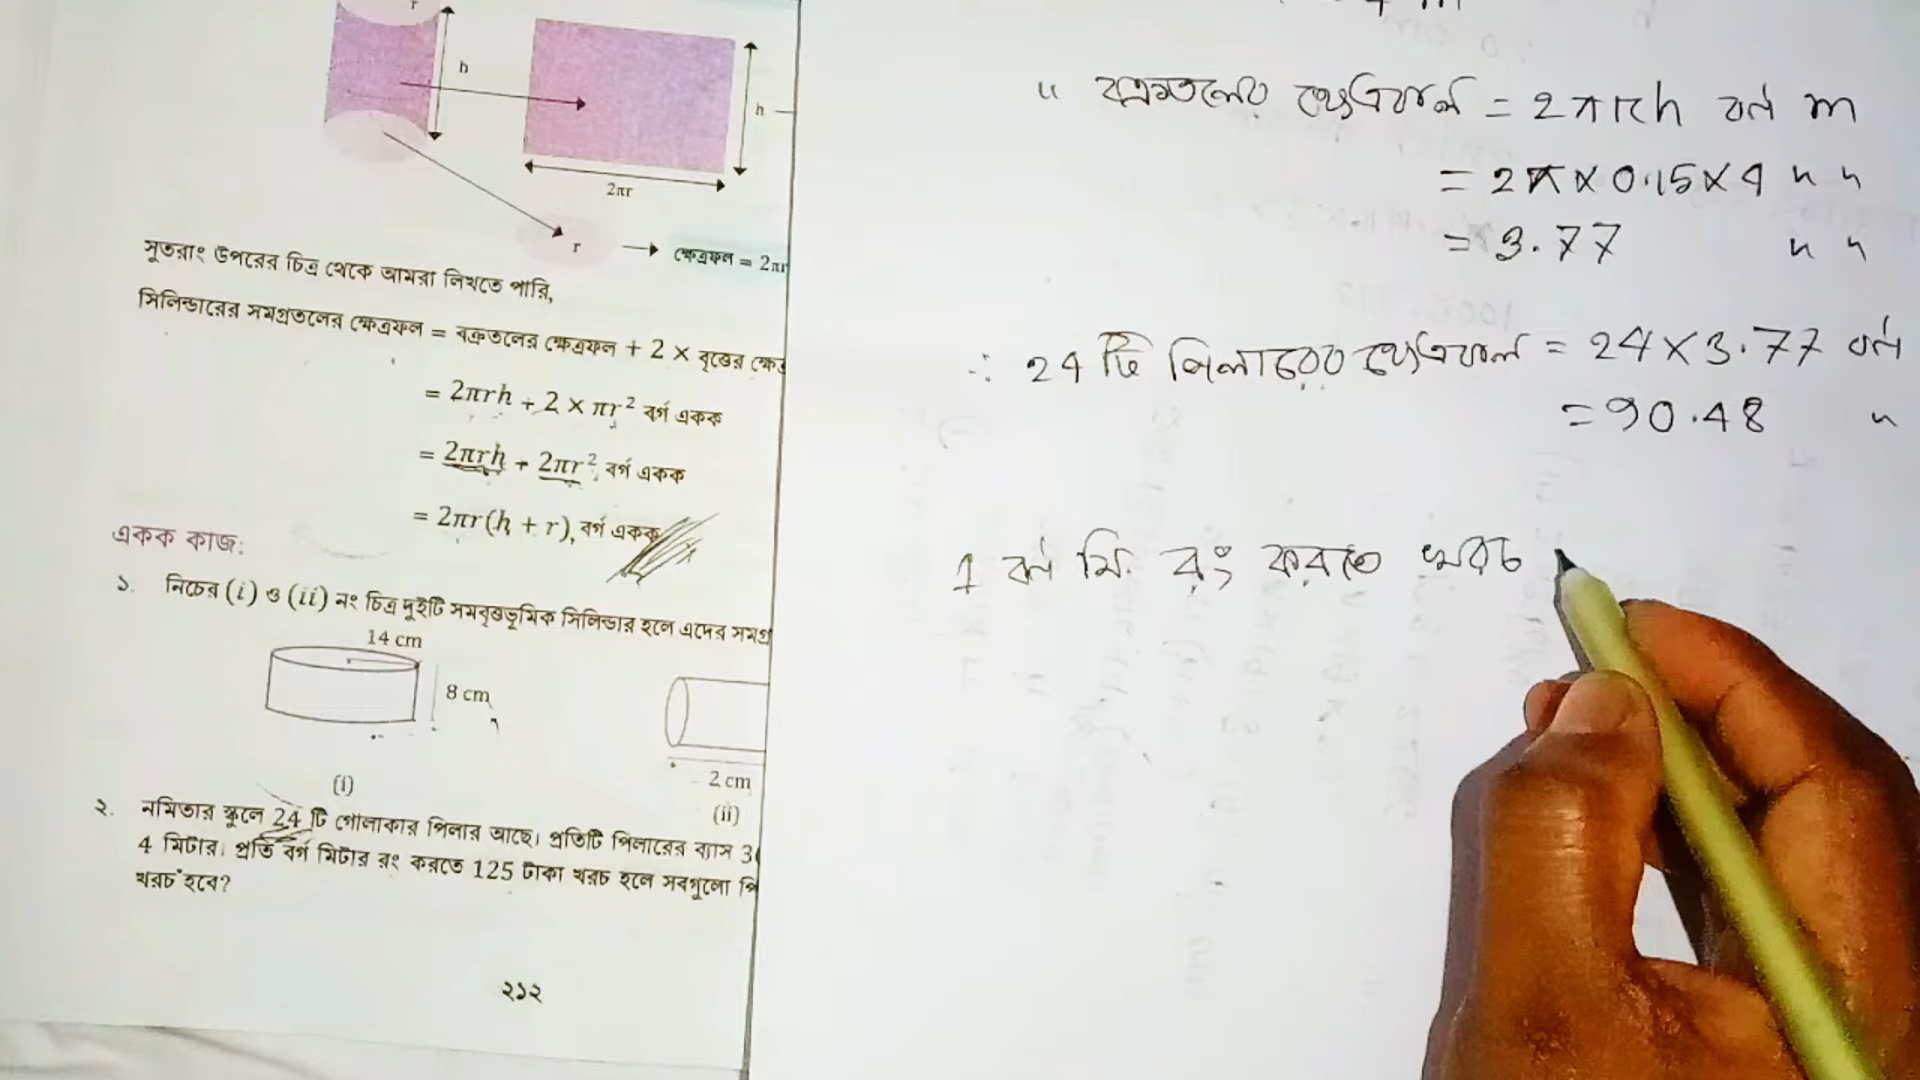 r
h
h
2πr
r
ক্ষেত্রফল = 2πr
সুতরাং উপরের চিত্র থেকে আমরা লিখতে পারি,
সিলিন্ডারের সমগ্রতলের ক্ষেত্রফল = বক্রতলের ক্ষেত্রফল + 2 × বৃত্তের ক্ষে
= 2πrh + 2 × πr² বর্গ একক
= 2πrh + 2πr², বর্গ একক
= 2πr(h + r), বর্গ একক
একক কাজ:
১. নিচের (i) ও (ii) নং চিত্র দুইটি সমবৃত্তভূমিক সিলিন্ডার হলে এদের সমগ্র
14 cm
8 cm
2 cm
(i)
(ii)
২. নমিতার স্কুলে 24 টি গোলাকার পিলার আছে। প্রতিটি পিলারের ব্যাস 3
4 মিটার। প্রতি বর্গ মিটার রং করতে 125 টাকা খরচ হলে সবগুলো পি
খরচ হবে?
২১২
" বক্রতলের ক্ষেত্রফল = 2πrh বর্গ m
= 2π×0.15×4 " "
= 3.77 " "
∴ 24 টি পিলারের ক্ষেত্রফল = 24×3.77 বর্গ
= 90.48 "
1 বর্গ মি. রং করতে খরচ